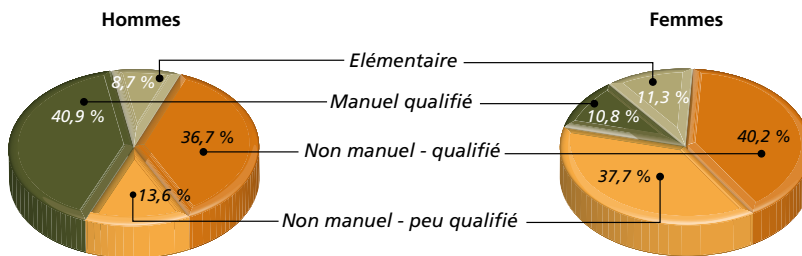 Hommes
Femmes
Elémentaire
8,7 %
11,3 %
Manuel qualifié
40,9 %
10,8 %
36,7 %
Non manuel - qualifié
40,2 %
37,7 %
13,6 %
Non manuel - peu qualifié